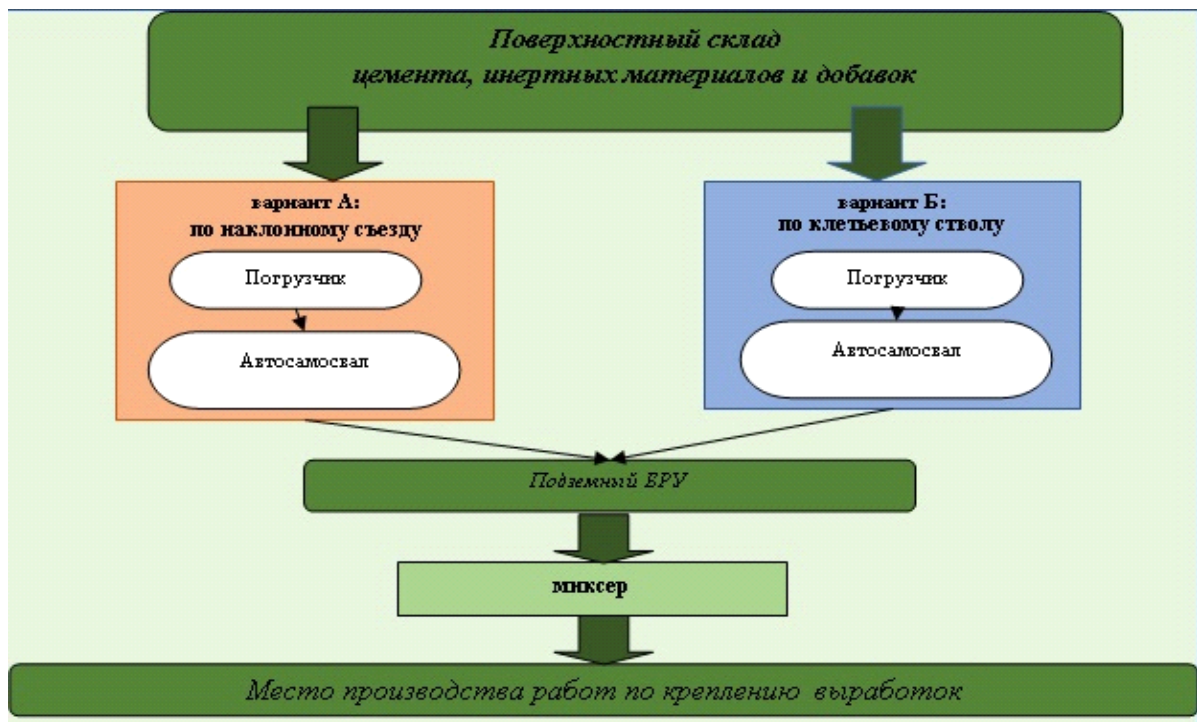 Поверхностный склад
цемента, инертных материалов и добавок
вариант А:
по наклонному съезду
Погрузчик
Автосамосвал
вариант Б:
по клетьевому стволу
Погрузчик
Автосамосвал
Подземный БРУ
миксер
Место производства работ по креплению выработок